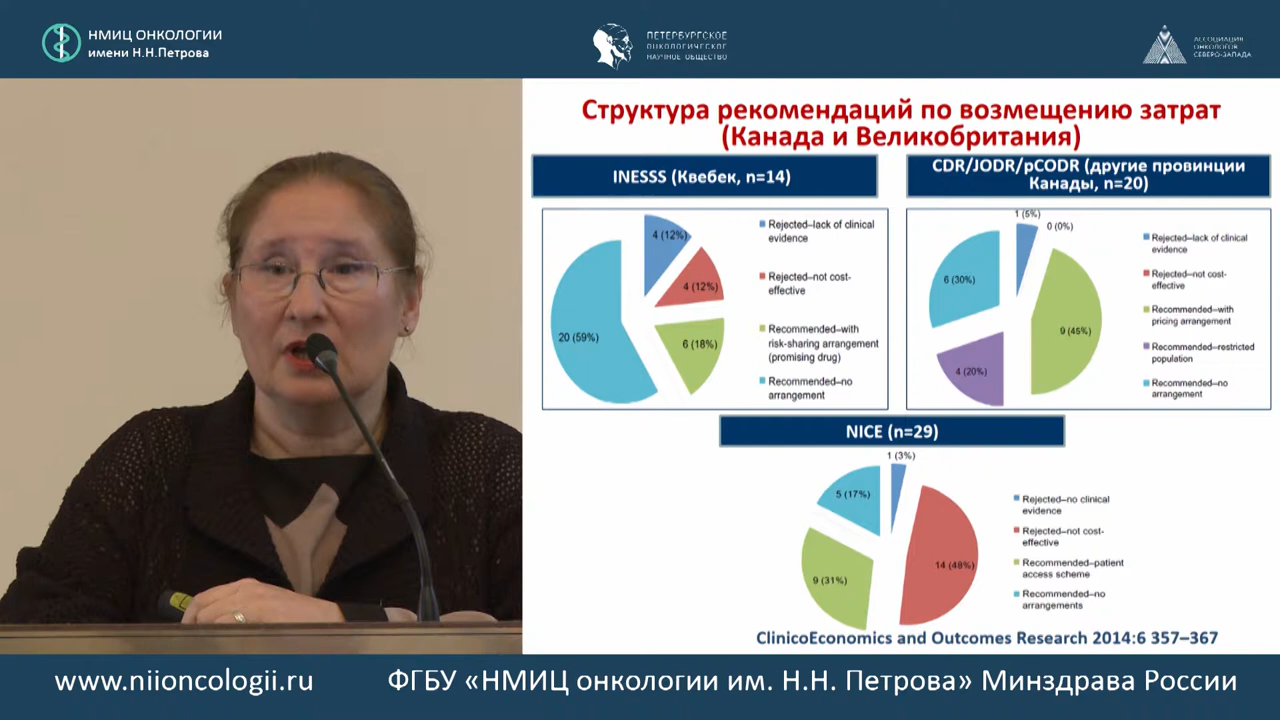 НМИЦ ОНКОЛОГИИ
имени Н.Н.Петрова
ПЕТЕРБУРГСКОЕ
ОНКОЛОГИЧЕСКОЕ
НАУЧНОЕ ОБЩЕСТВО
АССОЦИАЦИЯ
ОНКОЛОГОВ
СЕВЕРО-ЗАПАДА
Структура рекомендаций по возмещению затрат
(Канада и Великобритания)
INESSS (Квебек, n=14)
4 (12%)
4 (12%)
6 (18%)
20 (59%)
Rejected–lack of clinical
evidence
Rejected–not cost-
effective
Recommended–with
risk-sharing arrangement
(promising drug)
Recommended–no
arrangement
CDR/JODR/pCODR (другие провинции
Канады, n=20)
1 (5%)
0 (0%)
6 (30%)
9 (45%)
4 (20%)
Rejected–lack of clinical
evidence
Rejected–not cost-
effective
Recommended–with
pricing arrangement
Recommended–restricted
population
Recommended–no
arrangement
NICE (n=29)
1 (3%)
5 (17%)
14 (48%)
9 (31%)
Rejected–no clinical
evidence
Rejected–not cost-
effective
Recommended–patient
access scheme
Recommended–no
arrangements
ClinicoEconomics and Outcomes Research 2014:6 357–367
www.niioncologii.ru
ФГБУ «НМИЦ онкологии им. Н.Н. Петрова» Минздрава России